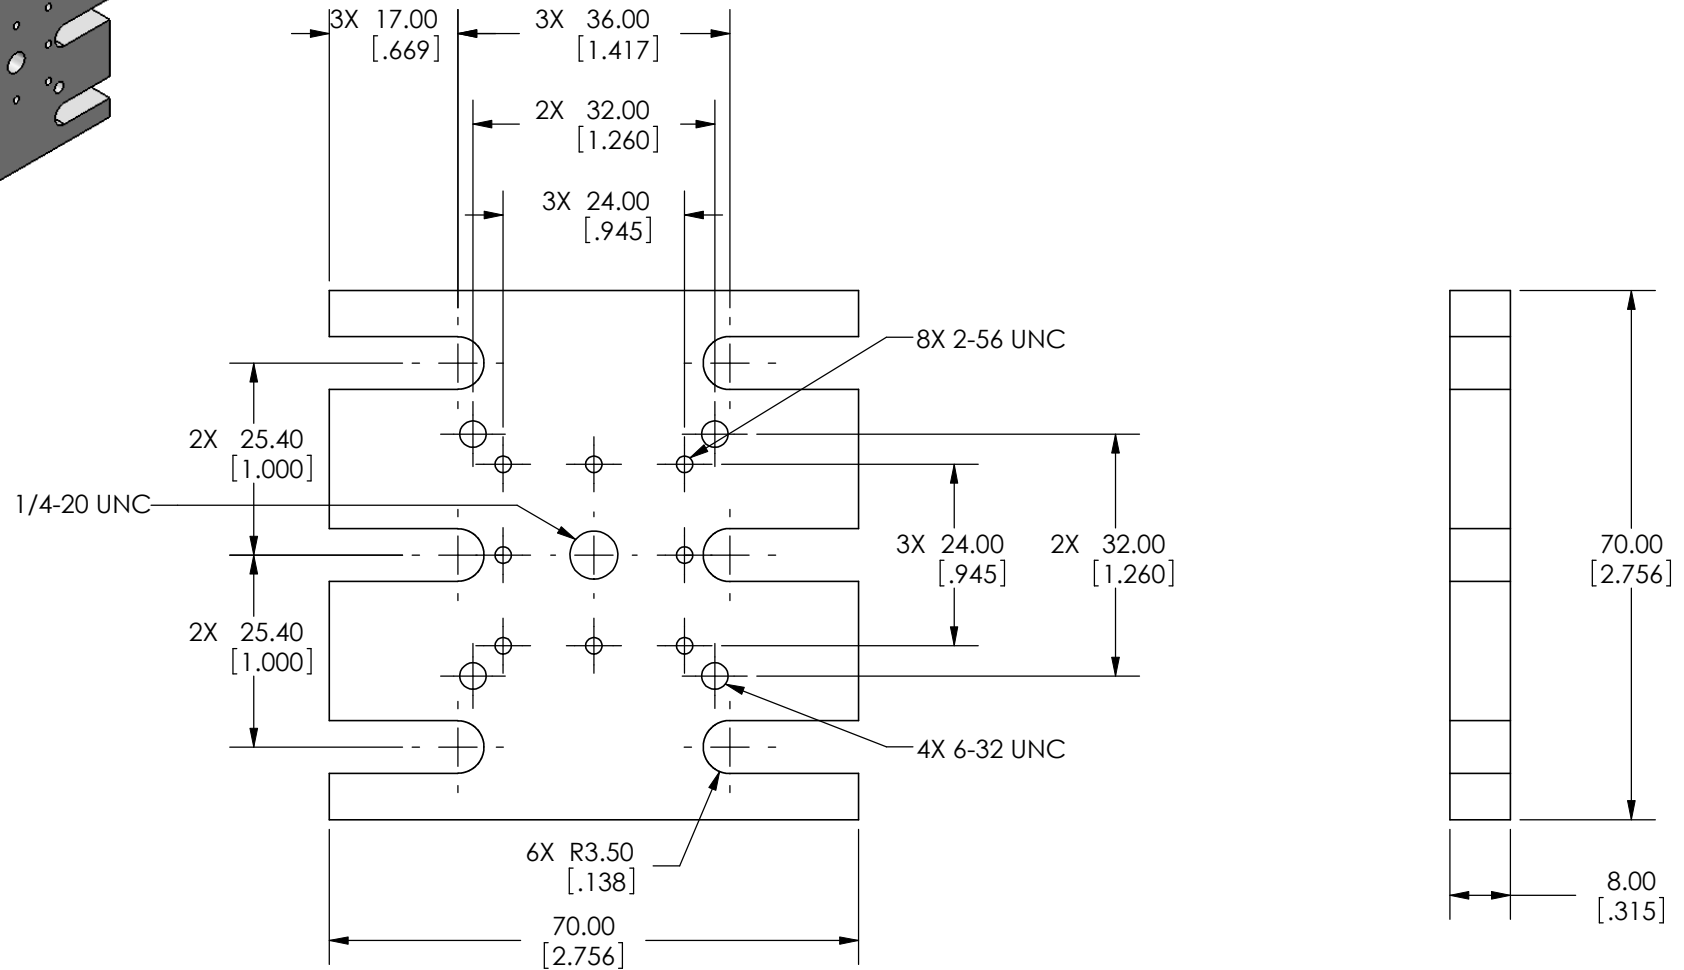 3X 17.00
[.669]
3X 36.00
[1.417]
2X 32.00
[1.260]
3X 24.00
[.945]
8X 2-56 UNC
2X 25.40
[1.000]
1/4-20 UNC
3X 24.00
[.945]
2X 32.00
[1.260]
70.00
[2.756]
2X 25.40
[1.000]
4X 6-32 UNC
6X R3.50
[.138]
8.00
[.315]
70.00
[2.756]